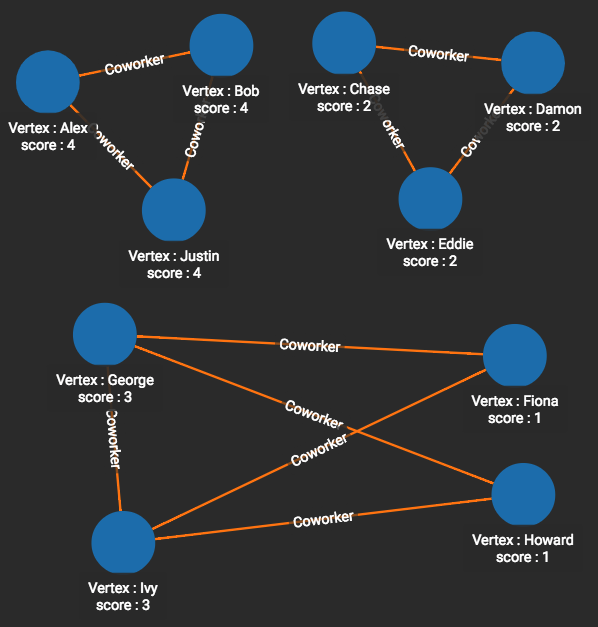 Coworker
Vertex : Bob
score : 4
Vertex : Alex
score : 4
Coworker
Coworker
Vertex : Justin
score : 4
Coworker
Vertex : Chase
score : 2
Vertex : Damon
score : 2
Coworker
Coworker
Vertex : Eddie
score : 2
Coworker
Vertex : George
score : 3
Vertex : Fiona
score : 1
Coworker
Coworker
Coworker
Coworker
Vertex : Howard
score : 1
Vertex : Ivy
score : 3